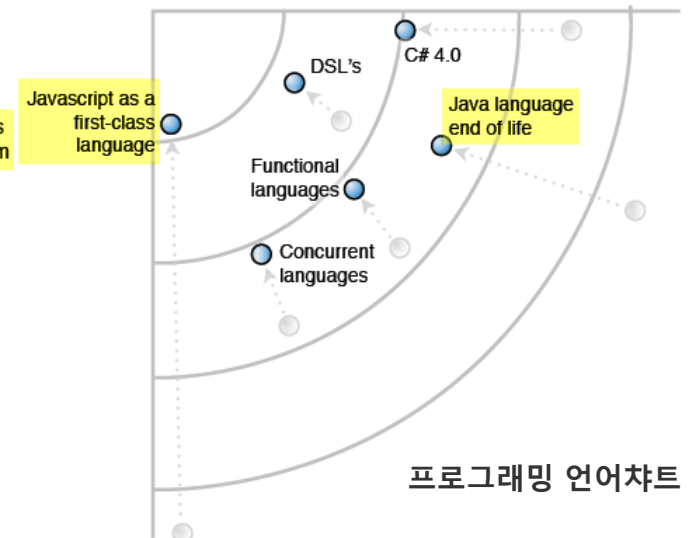 C# 4.0
DSL's
Javascript as a
first-class
language
s
m
Java language
end of life
Functional
languages
Concurrent
languages
프로그래밍 언어챠트